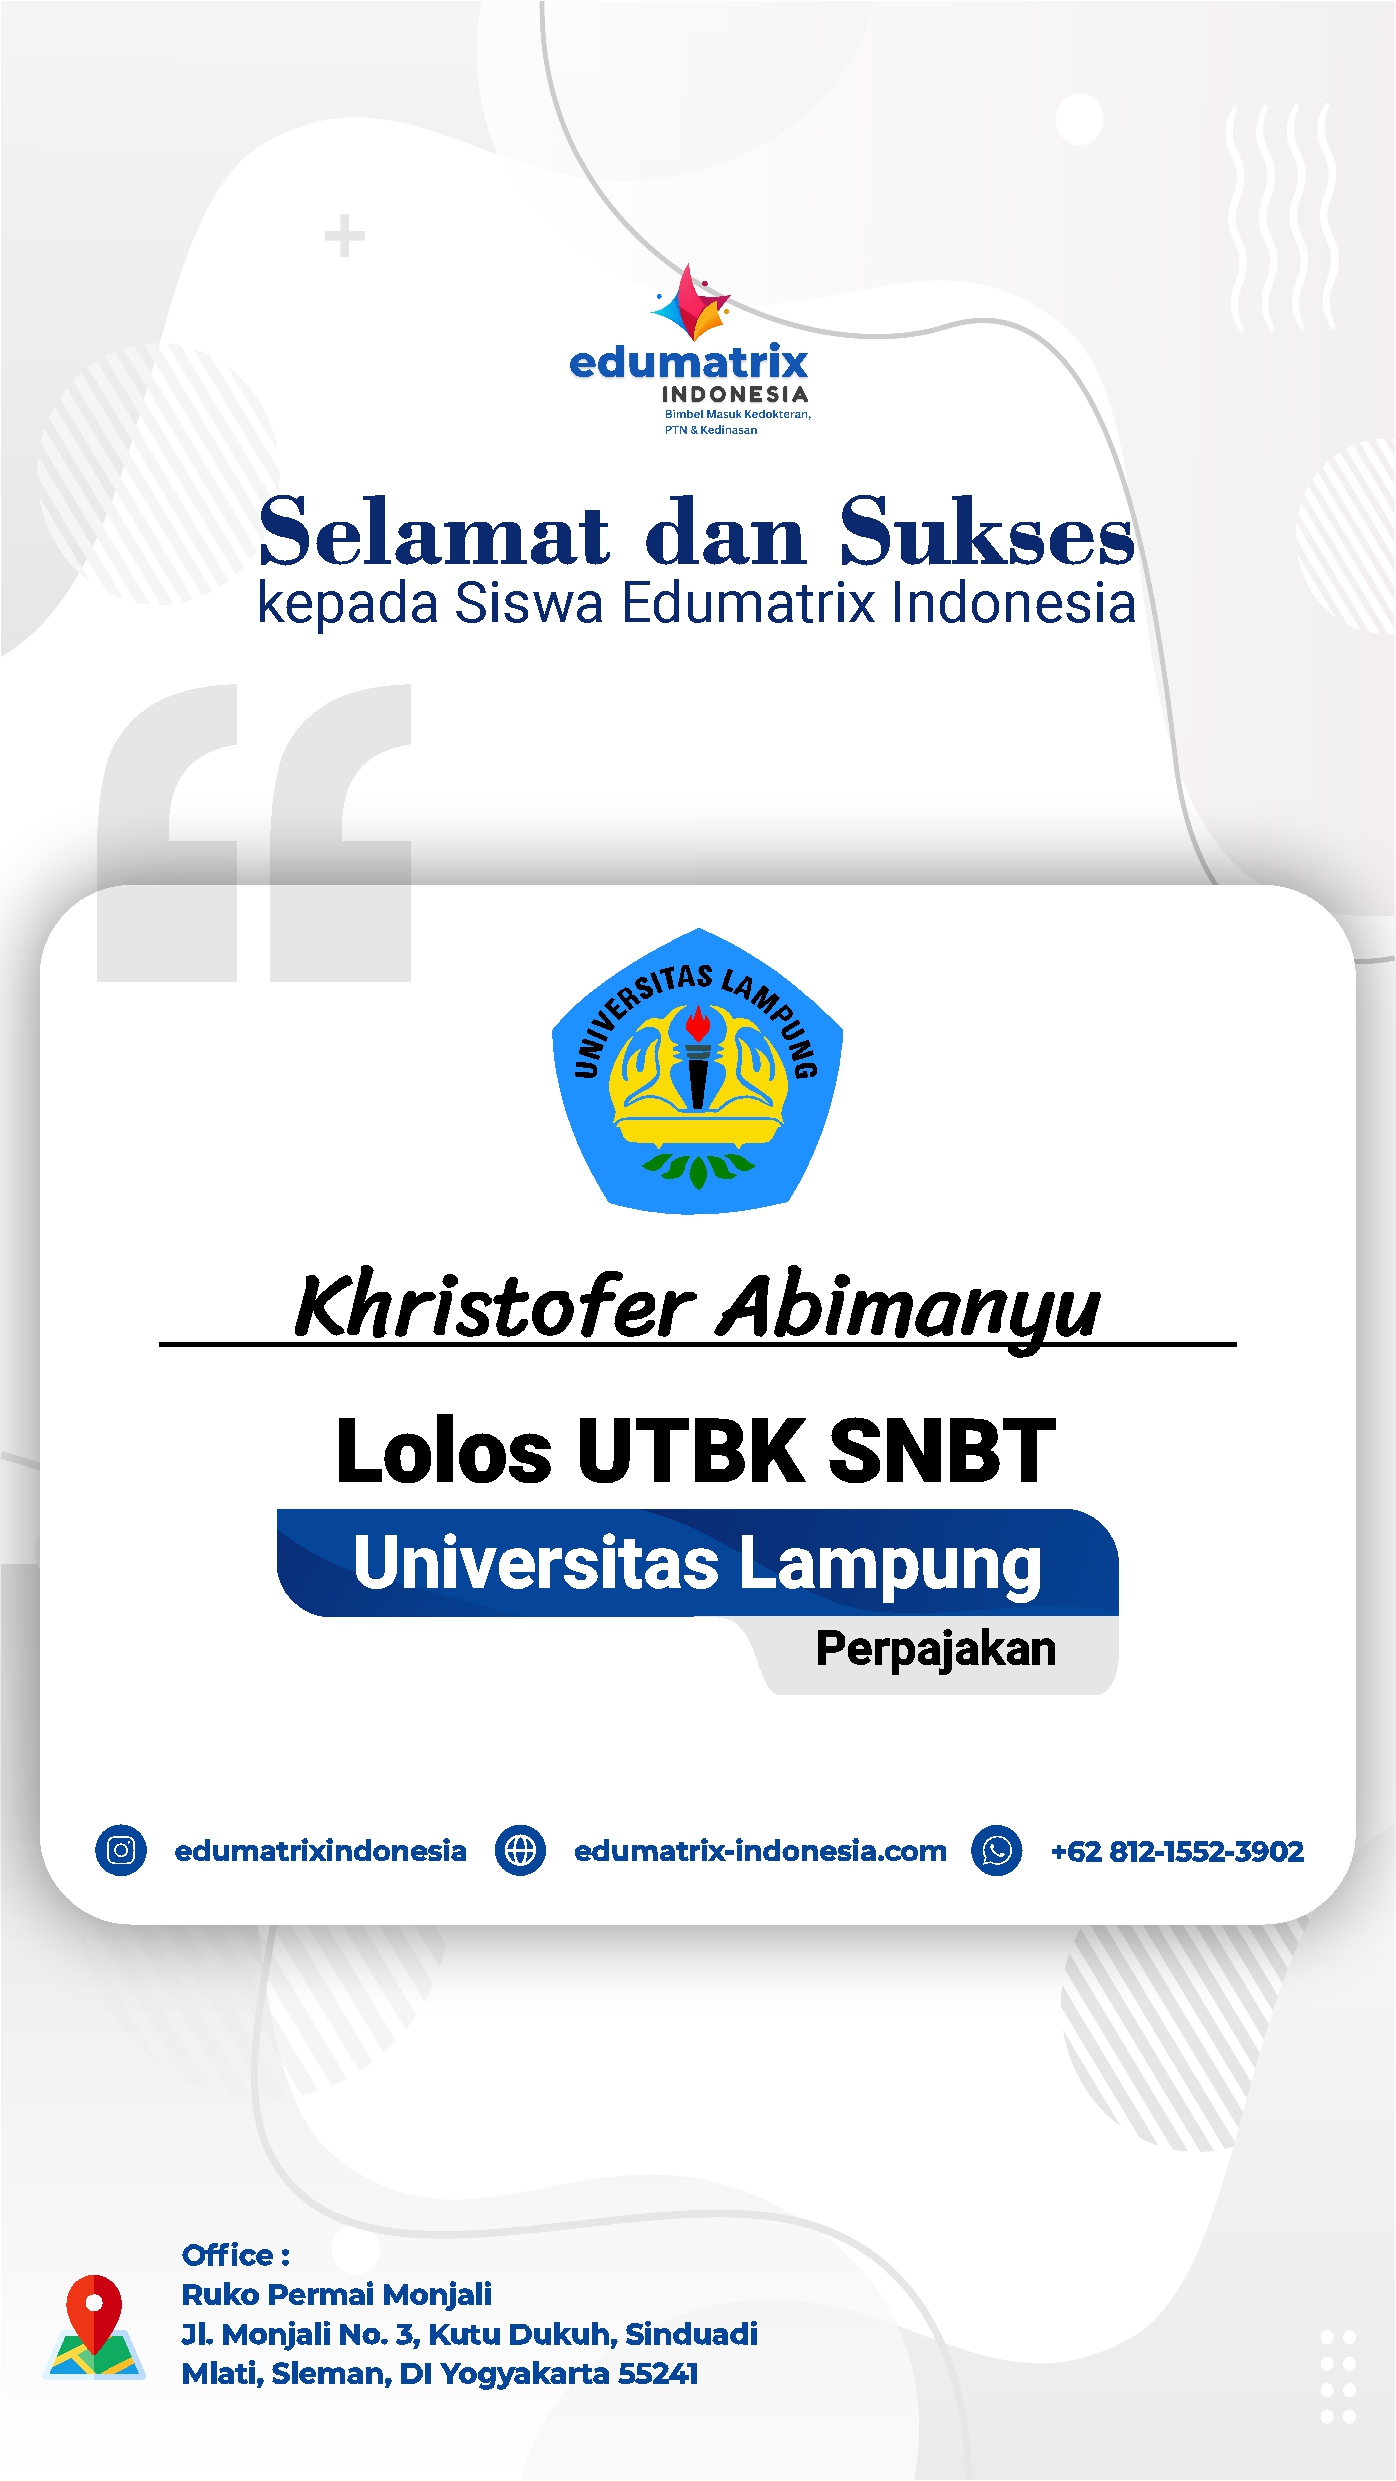 edumatrix
INDONESIA
Bimbel Masuk Kedokteran,
PTN & Kedinasan
Selamat dan Sukses
kepada Siswa Edumatrix Indonesia
UNIVERSITAS LAMPUNG
Khristofer Abimanyu
Lolos UTBK SNBT
Universitas Lampung
Perpajakan
edumatrixindonesia edumatrix-indonesia.com +62 812-1552-3902
Office :
Ruko Permai Monjali
Jl. Monjali No. 3, Kutu Dukuh, Sinduadi
Mlati, Sleman, DI Yogyakarta 55241